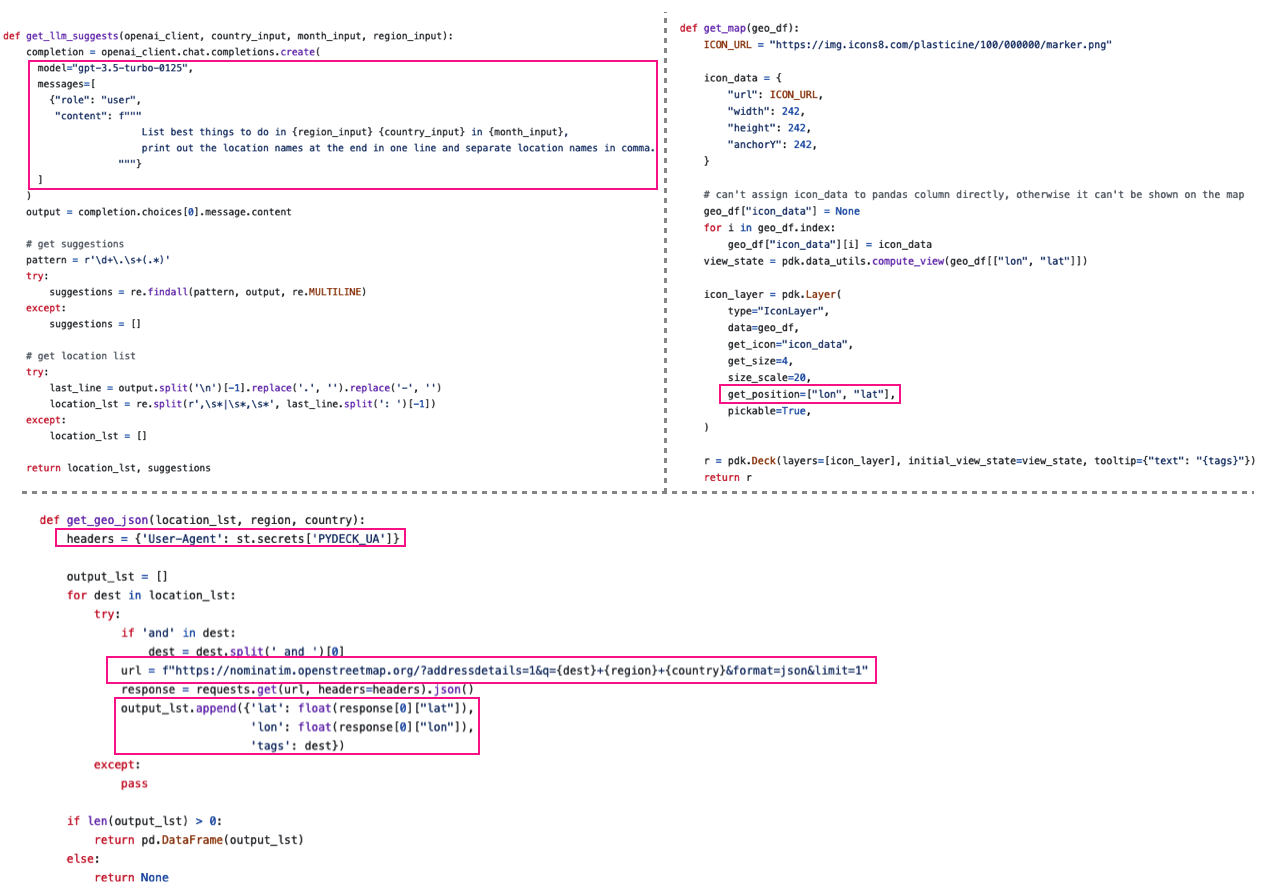 def get_llm_suggests(openai_client, country_input, month_input, region_input):
    completion = openai_client.chat.completions.create(
      model="gpt-3.5-turbo-0125",
      messages=[
        {"role": "user",
         "content": f"""
                       List best things to do in {region_input} {country_input} in {month_input},
                       print out the location names at the end in one line and separate location names in comma.
                   """}
      ]
    )
    output = completion.choices[0].message.content

    # get suggestions
    pattern = r'\d+\.\s+(.*)'
    try:
        suggestions = re.findall(pattern, output, re.MULTILINE)
    except:
        suggestions = []

    # get location list
    try:
        last_line = output.split('\n')[-1].replace('.', '').replace('-', '')
        location_lst = re.split(r',\s*|\s*,\s*', last_line.split(': ')[-1])
    except:
        location_lst = []

    return location_lst, suggestions

def get_map(geo_df):
    ICON_URL = "https://img.icons8.com/plasticine/100/000000/marker.png"

    icon_data = {
        "url": ICON_URL,
        "width": 242,
        "height": 242,
        "anchorY": 242,
    }

    # can't assign icon_data to pandas column directly, otherwise it can't be shown on the map
    geo_df["icon_data"] = None
    for i in geo_df.index:
        geo_df["icon_data"][i] = icon_data
    view_state = pdk.data_utils.compute_view(geo_df[["lon", "lat"]])

    icon_layer = pdk.Layer(
        type="IconLayer",
        data=geo_df,
        get_icon="icon_data",
        get_size=4,
        size_scale=20,
        get_position=["lon", "lat"],
        pickable=True,
    )

    r = pdk.Deck(layers=[icon_layer], initial_view_state=view_state, tooltip={"text": "{tags}"})
    return r

def get_geo_json(location_lst, region, country):
    headers = {'User-Agent': st.secrets['PYDECK_UA']}

    output_lst = []
    for dest in location_lst:
        try:
            if 'and' in dest:
                dest = dest.split(' and ')[0]
            url = f"https://nominatim.openstreetmap.org/?addressdetails=1&q={dest}+{region}+{country}&format=json&limit=1"
            response = requests.get(url, headers=headers).json()
            output_lst.append({'lat': float(response[0]["lat"]),
                               'lon': float(response[0]["lon"]),
                               'tags': dest})
        except:
            pass

    if len(output_lst) > 0:
        return pd.DataFrame(output_lst)
    else:
        return None